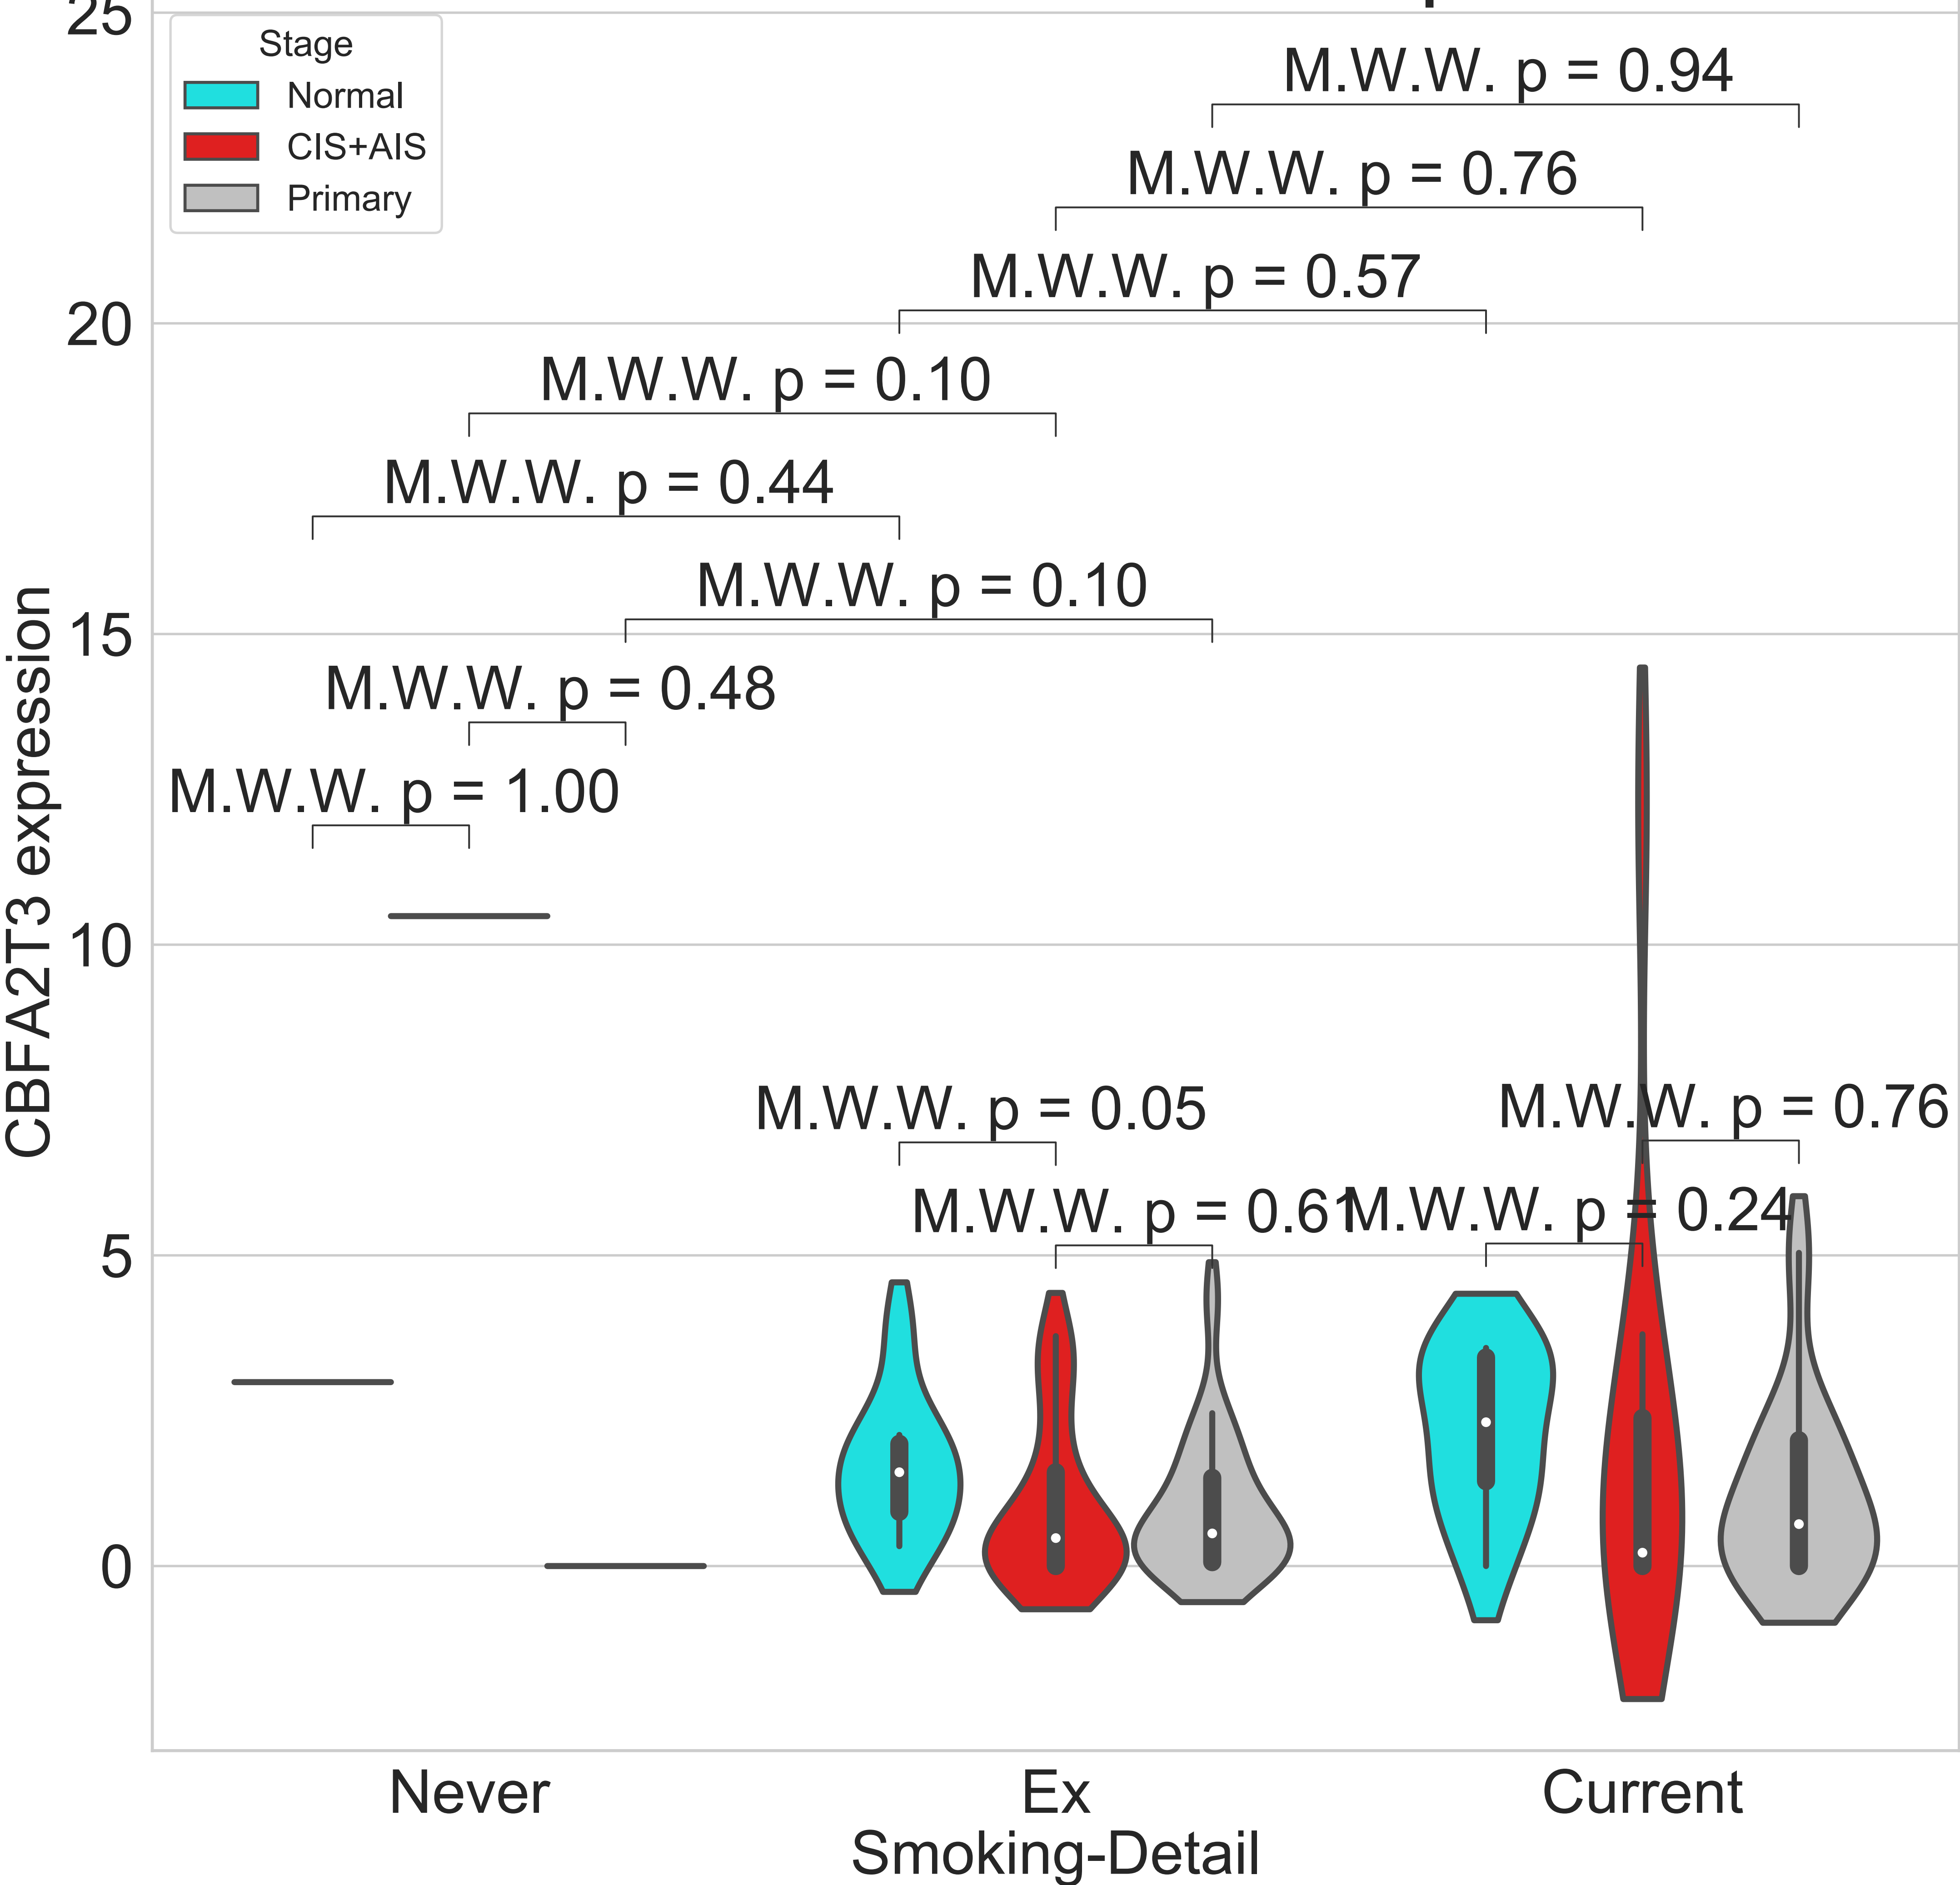 25
Stage
Normal
CIS+AIS
Primary
M.W.W. p = 0.94
M.W.W. p = 0.76
M.W.W. p = 0.57
20
M.W.W. p = 0.10
M.W.W. p = 0.44
M.W.W. p = 0.10
15
M.W.W. p = 0.48
M.W.W. p = 1.00
CBFA2T3 expression
10
M.W.W. p = 0.05
M.W.W. p = 0.76
M.W.W. p = 0.61
M.W.W. p = 0.24
5
0
Never
Ex
Current
Smoking-Detail